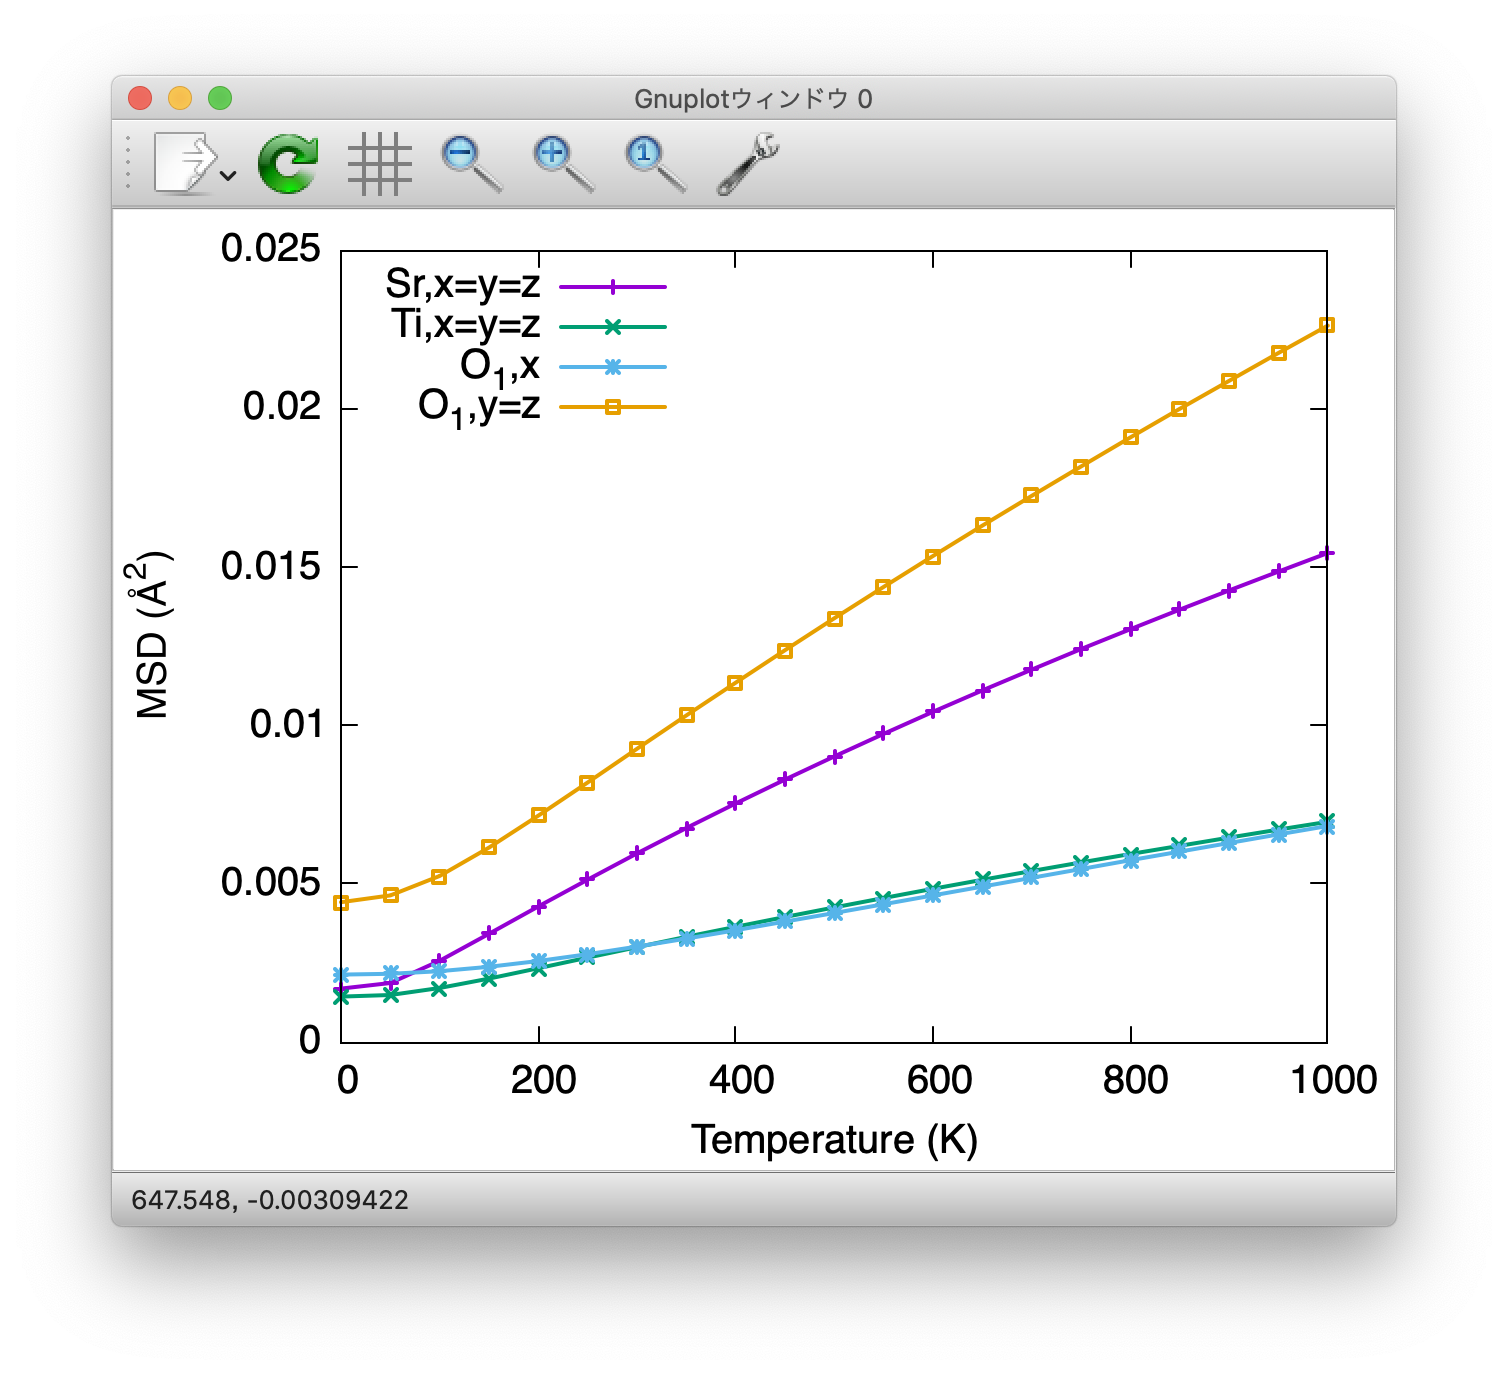 Gnuplotウィンドウ 0
1
0.025
0.02
0.015
0.01
0.005
0
MSD (Å²)
Sr,x=y=z
Ti,x=y=z
O₁,x
O₁,y=z
0 200 400 600 800 1000
Temperature (K)
647.548, -0.00309422